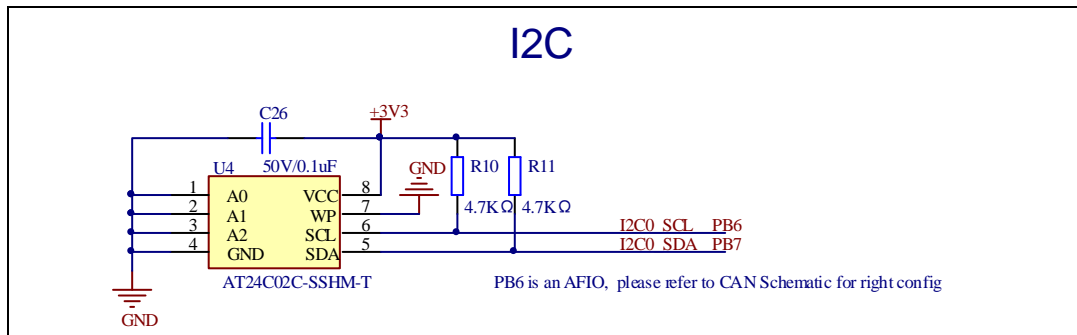 I2C
+3V3
C26
50V/0.1uF
U4
GND
R10
R11
4.7KΩ
4.7KΩ
1
A0
VCC
8
2
A1
WP
7
3
A2
SCL
6
4
GND
SDA
5
I2C0_SCL PB6
I2C0_SDA PB7
AT24C02C-SSHM-T
PB6 is an AFIO, please refer to CAN Schematic for right config
GND